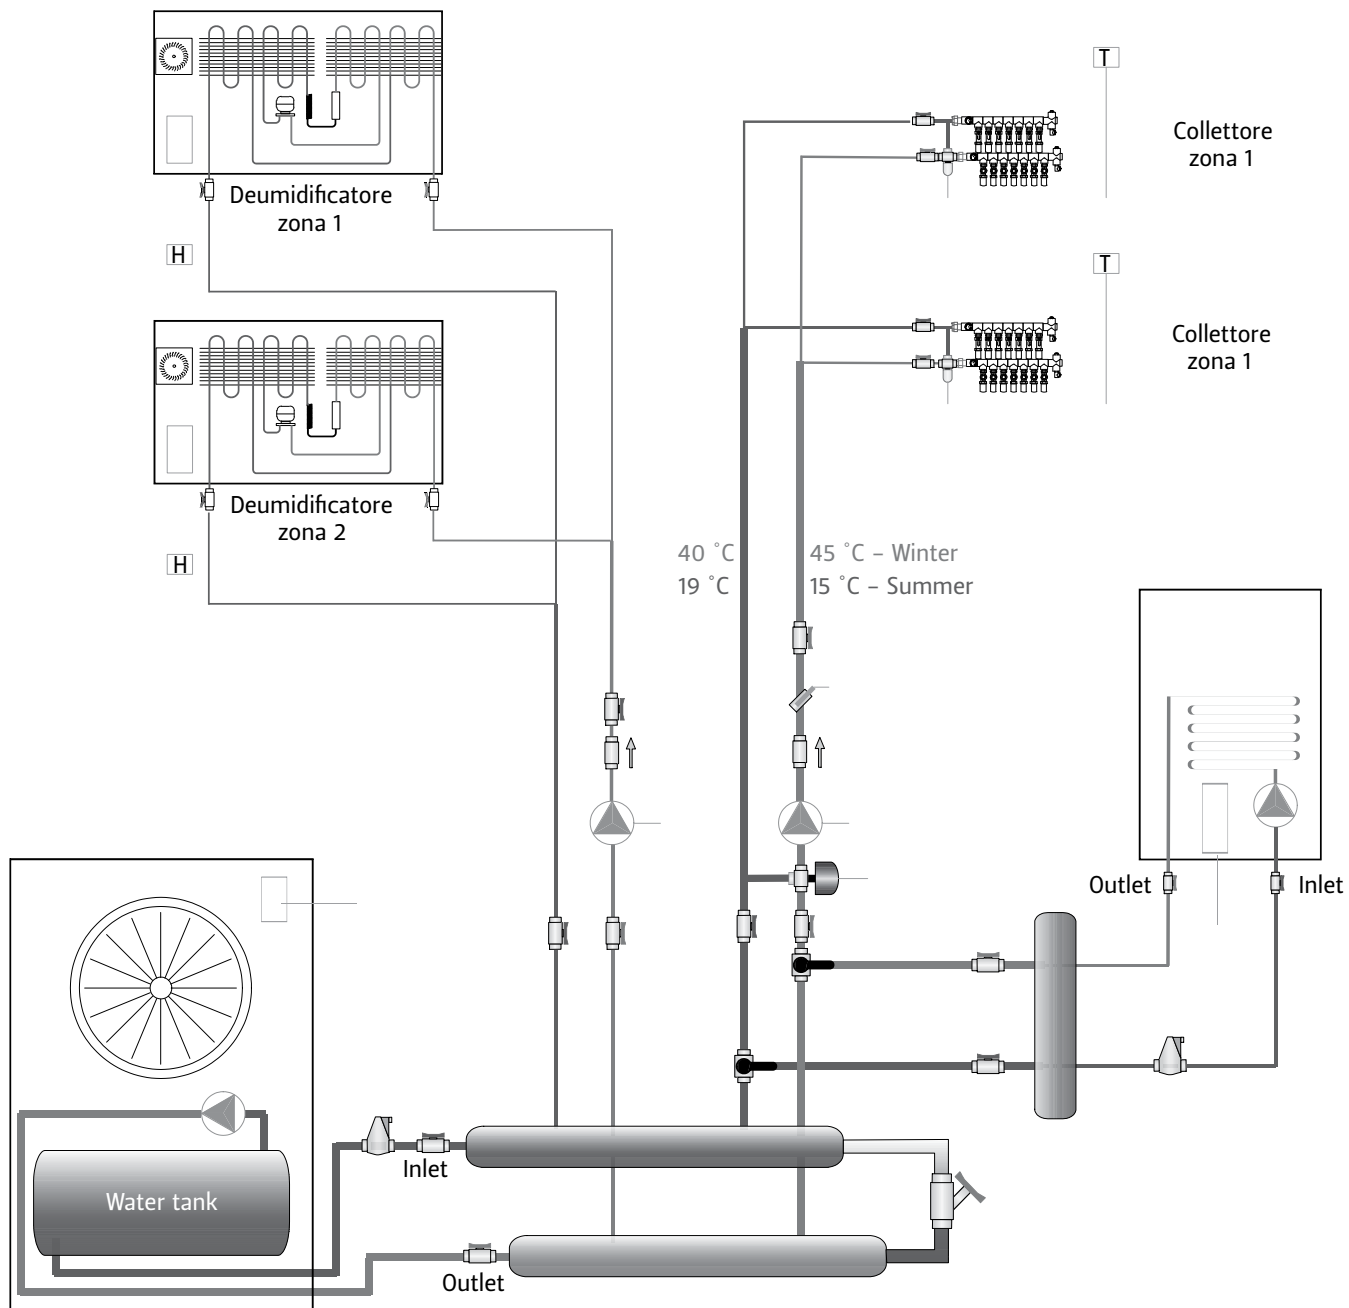 T
Collettore
zona 1
Deumidificatore
zona 1
H
T
Collettore
zona 1
Deumidificatore
zona 2
H
40 °C
45 °C – Winter
19 °C
15 °C – Summer
Outlet
Inlet
Inlet
Water tank
Outlet